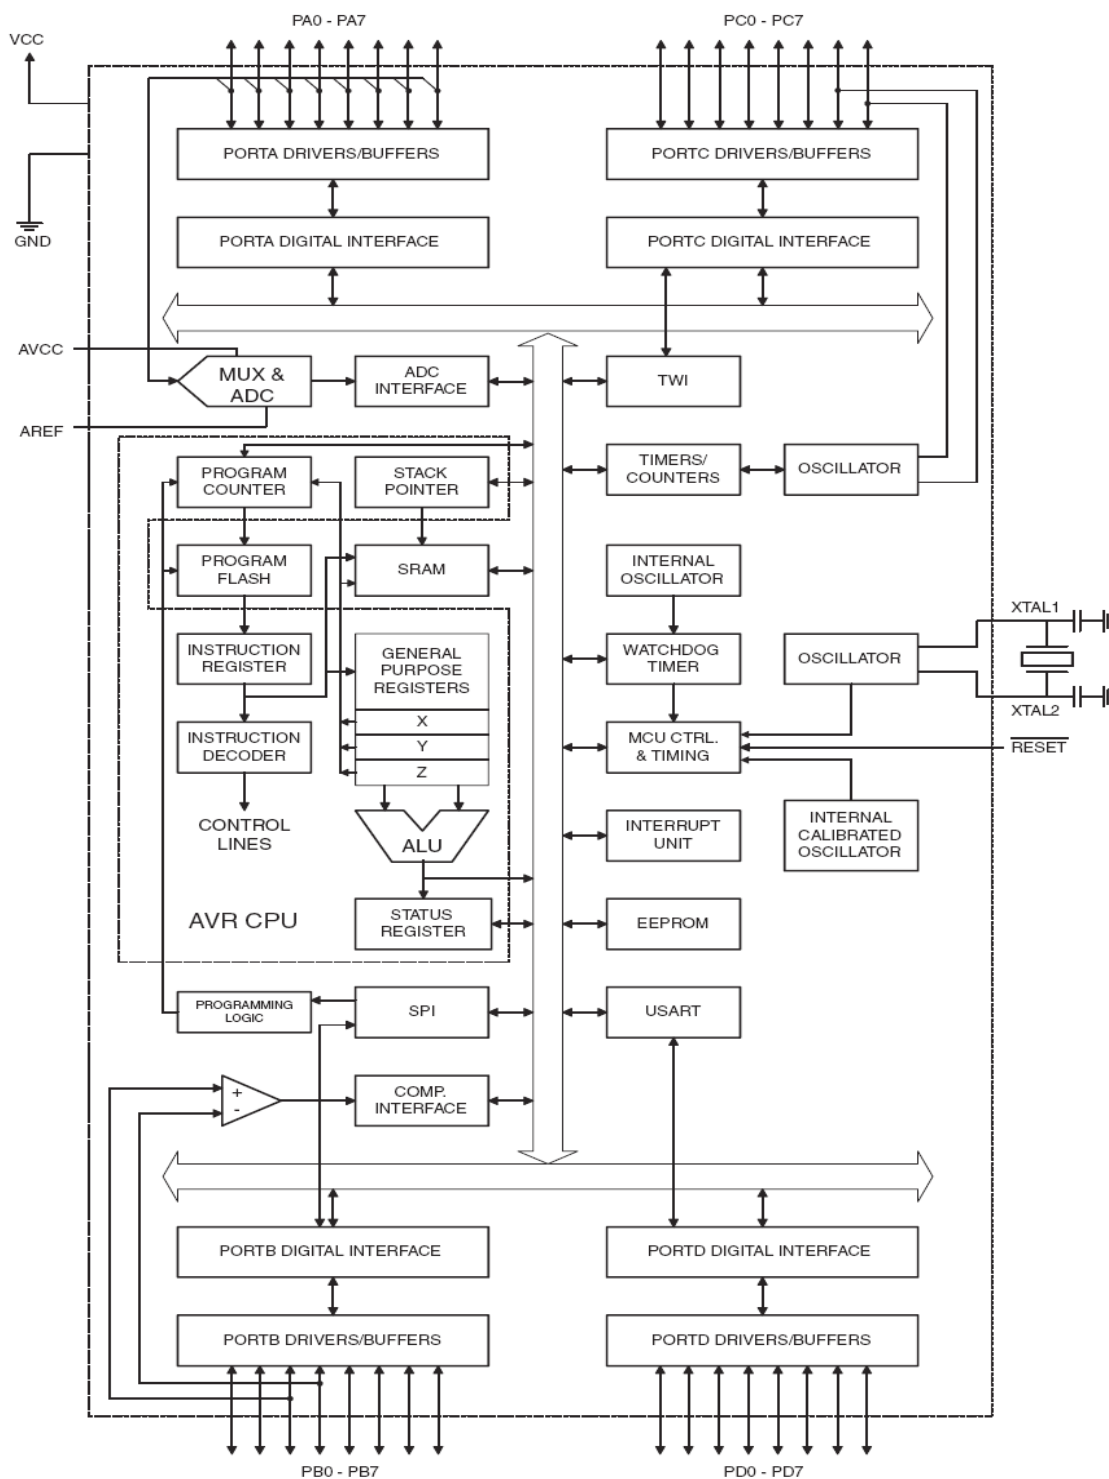 PA0 - PA7
PC0 - PC7
VCC
PORTA DRIVERS/BUFFERS
PORTC DRIVERS/BUFFERS
GND
PORTA DIGITAL INTERFACE
PORTC DIGITAL INTERFACE
AVCC
MUX &
ADC
ADC
INTERFACE
TWI
AREF
PROGRAM
COUNTER
STACK
POINTER
TIMERS/
COUNTERS
OSCILLATOR
PROGRAM
FLASH
SRAM
INTERNAL
OSCILLATOR
XTAL1
INSTRUCTION
REGISTER
GENERAL
PURPOSE
REGISTERS
WATCHDOG
TIMER
OSCILLATOR
XTAL2
X
INSTRUCTION
DECODER
Y
Z
MCU CTRL.
& TIMING
RESET
CONTROL
LINES
ALU
INTERRUPT
UNIT
INTERNAL
CALIBRATED
OSCILLATOR
AVR CPU
STATUS
REGISTER
EEPROM
PROGRAMMING
LOGIC
SPI
USART
+
-
COMP.
INTERFACE
PORTB DIGITAL INTERFACE
PORTD DIGITAL INTERFACE
PORTB DRIVERS/BUFFERS
PORTD DRIVERS/BUFFERS
PB0 - PB7
PD0 - PD7